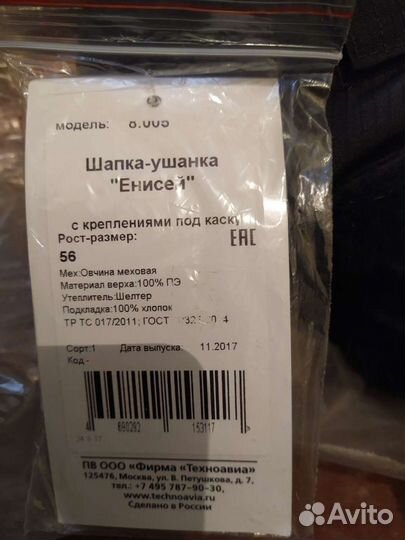 модель: 8.005
Шапка-ушанка
"Енисей"
с креплениями под каску
Рост-размер:
EAC
56
Мех:Овчина меховая
Материал верха:100% ПЭ
Утеплитель:Шелтер
Подкладка:100% хлопок
ТР ТС 017/2011; ГОСТ
Сорт:1 Дата выпуска: 11.2017
Код -
4 690293 153117
ПВ ООО «Фирма «Техноавиа»
125476, Москва, ул. В. Петушкова, д. 7,
тел.: +7 495 787-90-30,
www.technoavia.ru
Сделано в России
Avito